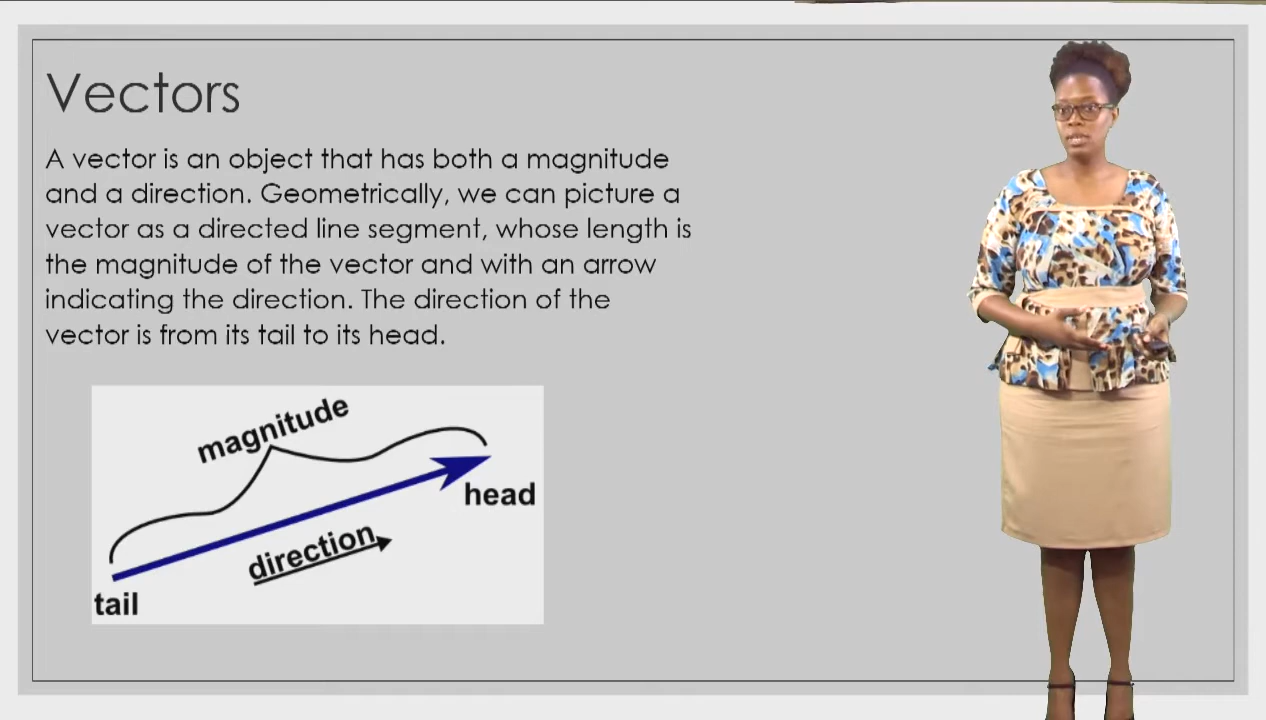 Vectors
A vector is an object that has both a magnitude
and a direction. Geometrically, we can picture a
vector as a directed line segment, whose length is
the magnitude of the vector and with an arrow
indicating the direction. The direction of the
vector is from its tail to its head.
magnitude
head
direction
tail